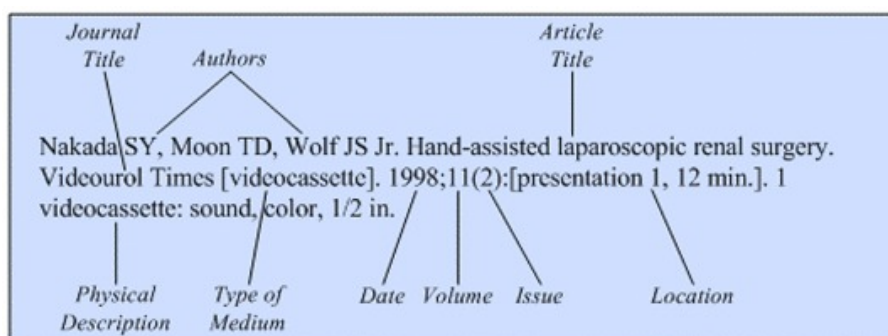 Journal Title
Authors
Article Title
Nakada SY, Moon TD, Wolf JS Jr. Hand-assisted laparoscopic renal surgery.
Videourol Times [videocassette]. 1998;11(2):[presentation 1, 12 min.]. 1
videocassette: sound, color, 1/2 in.
Physical Description
Type of Medium
Date
Volume
Issue
Location